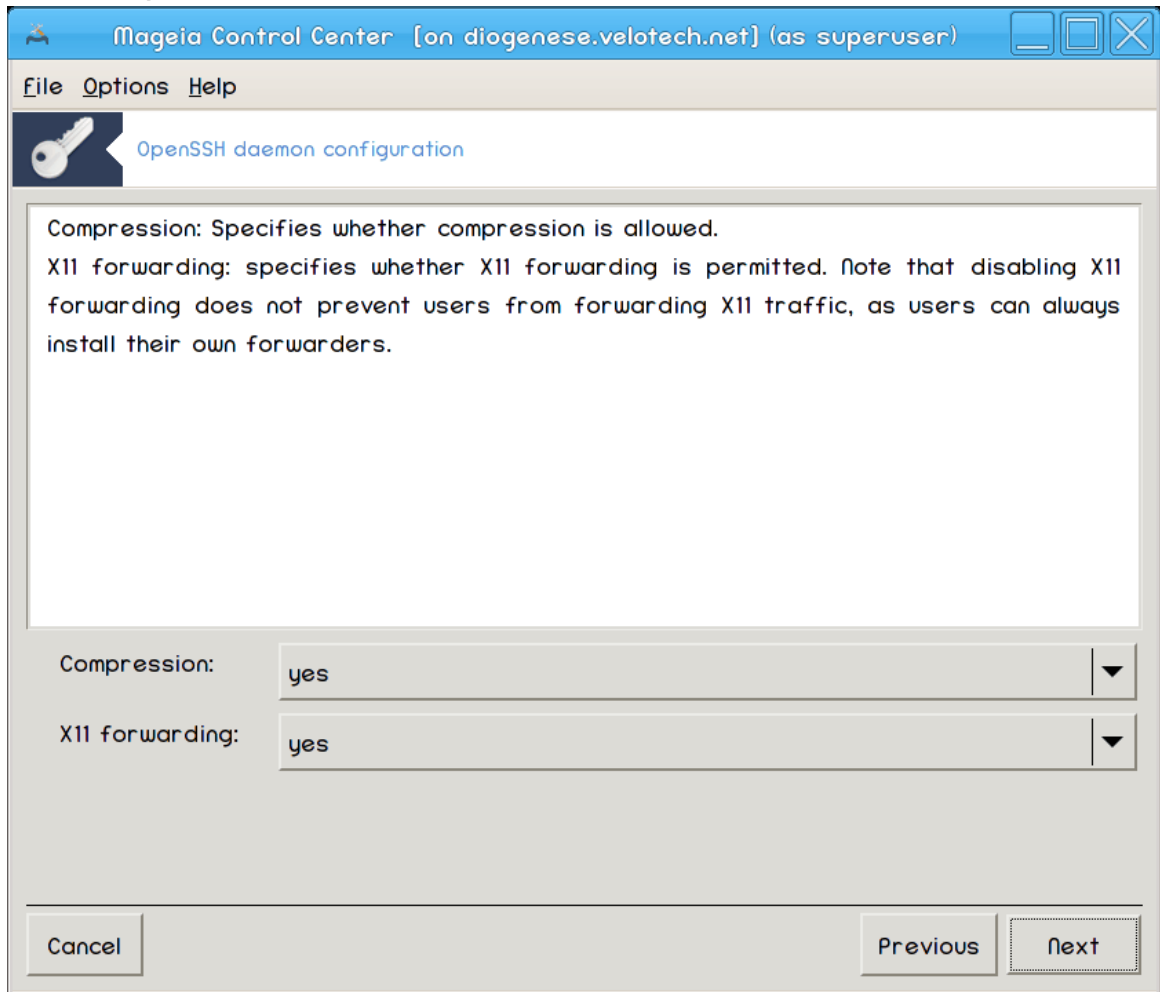 Mageia Control Center [on diogenese.velotech.net] (as superuser)
File Options Help
OpenSSH daemon configuration
Compression: Specifies whether compression is allowed.
X11 forwarding: specifies whether X11 forwarding is permitted. Note that disabling X11
forwarding does not prevent users from forwarding X11 traffic, as users can always
install their own forwarders.
Compression: yes
X11 forwarding: yes
Cancel Previous Next